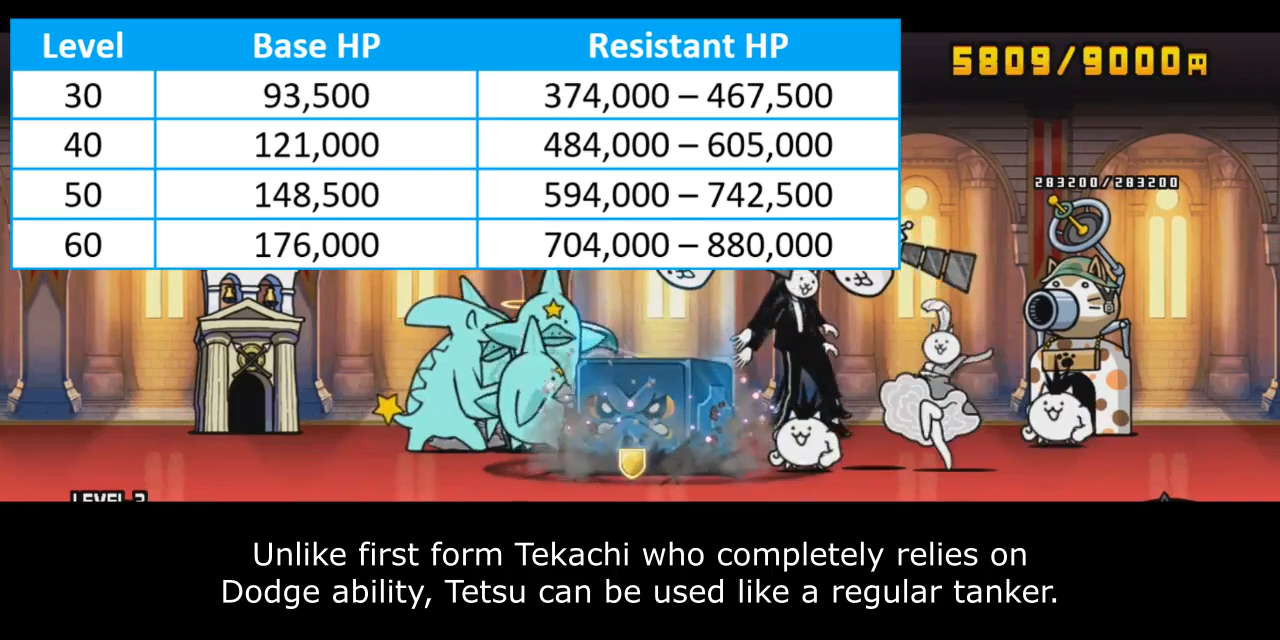 Level Base HP Resistant HP
30 93,500 374,000 – 467,500
40 121,000 484,000 – 605,000
50 148,500 594,000 – 742,500
60 176,000 704,000 – 880,000
5809/9000円
283200/283200
LEVEL 2
Unlike first form Tekachi who completely relies on
Dodge ability, Tetsu can be used like a regular tanker.